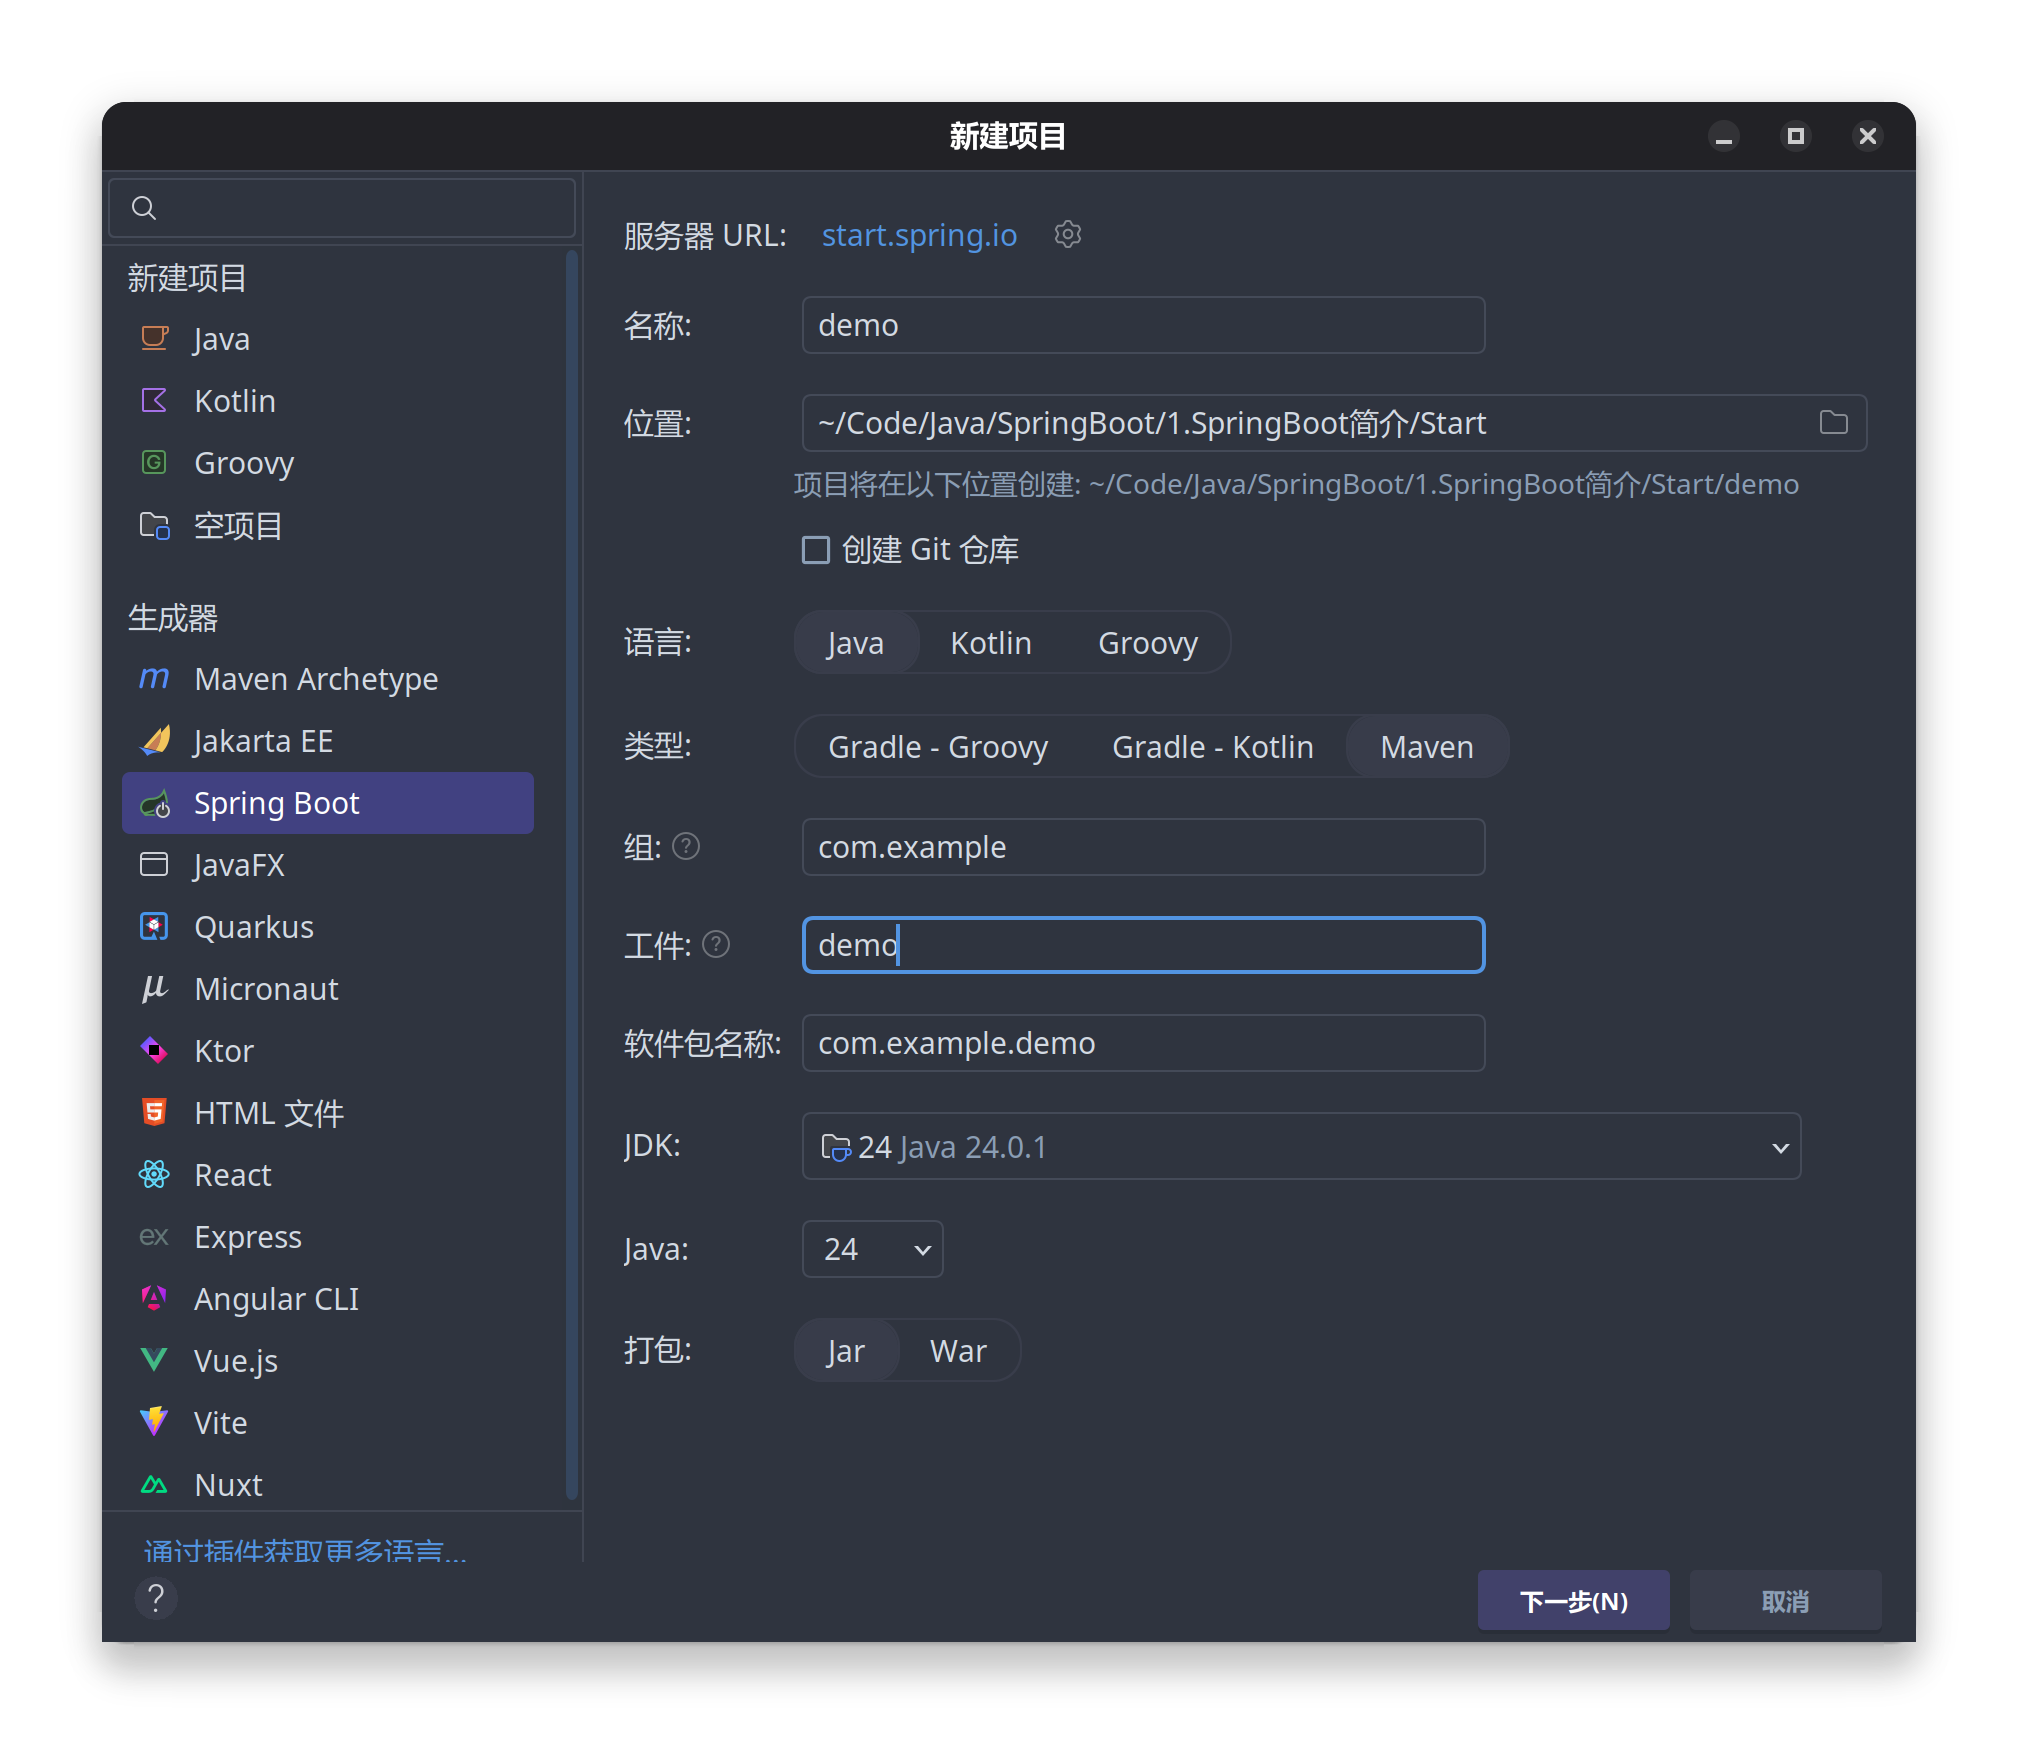 新建项目
新建项目
Java
Kotlin
Groovy
空项目
生成器
Maven Archetype
Jakarta EE
Spring Boot
JavaFX
Quarkus
Micronaut
Ktor
HTML 文件
React
Express
Angular CLI
Vue.js
Vite
Nuxt
通过插件获取更多语言...
服务器 URL: start.spring.io
名称: demo
位置: ~/Code/Java/SpringBoot/1.SpringBoot简介/Start
项目将在以下位置创建: ~/Code/Java/SpringBoot/1.SpringBoot简介/Start/demo
创建 Git 仓库
语言: Java Kotlin Groovy
类型: Gradle - Groovy Gradle - Kotlin Maven
组: ? com.example
工件: ? demo
软件包名称: com.example.demo
JDK: 24 Java 24.0.1
Java: 24
打包: Jar War
? 下一步(N) 取消